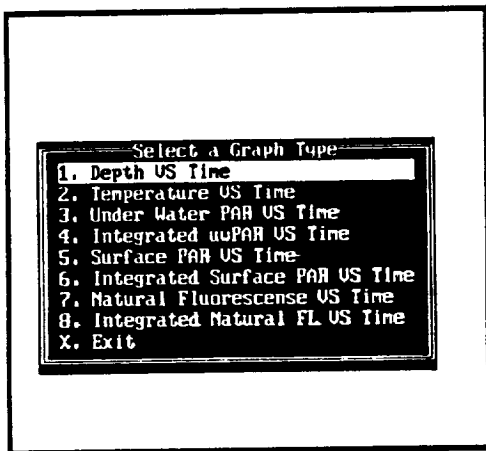 Select a Graph Type
1. Depth VS Time
2. Temperature VS Time
3. Under Water PAR VS Time
4. Integrated uwPAR VS Time
5. Surface PAR VS Time
6. Integrated Surface PAR VS Time
7. Natural Fluorescense VS Time
8. Integrated Natural FL VS Time
X. Exit